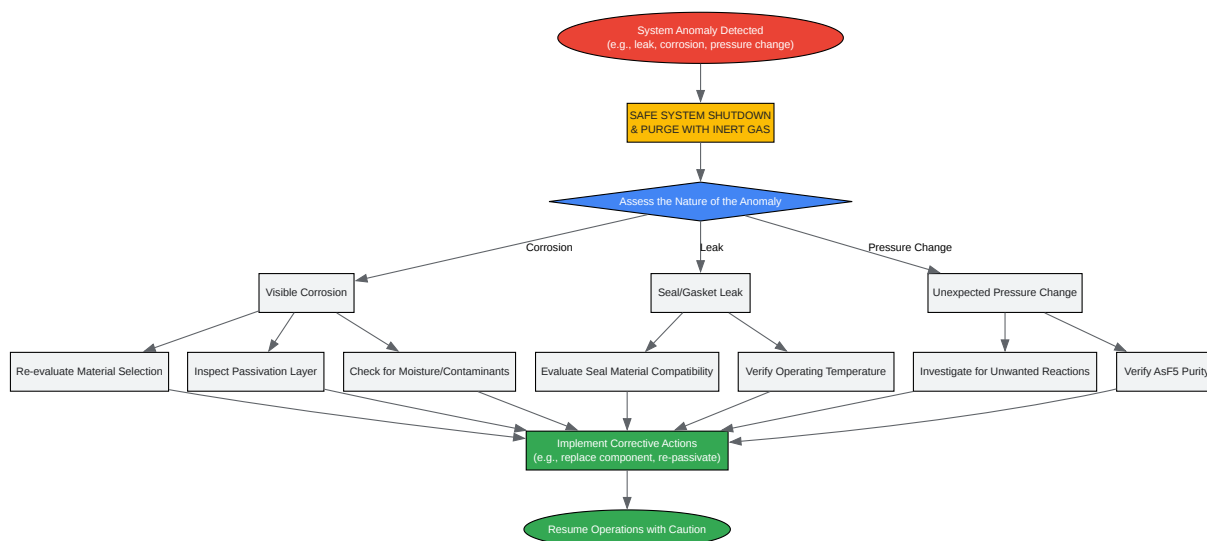 System Anomaly Detected
(e.g., leak, corrosion, pressure change)
SAFE SYSTEM SHUTDOWN
& PURGE WITH INERT GAS
Assess the Nature of the Anomaly
Corrosion
Leak
Pressure Change
Visible Corrosion
Seal/Gasket Leak
Unexpected Pressure Change
Re-evaluate Material Selection
Inspect Passivation Layer
Check for Moisture/Contaminants
Evaluate Seal Material Compatibility
Verify Operating Temperature
Investigate for Unwanted Reactions
Verify AsF5 Purity
Implement Corrective Actions
(e.g., replace component, re-passivate)
Resume Operations with Caution